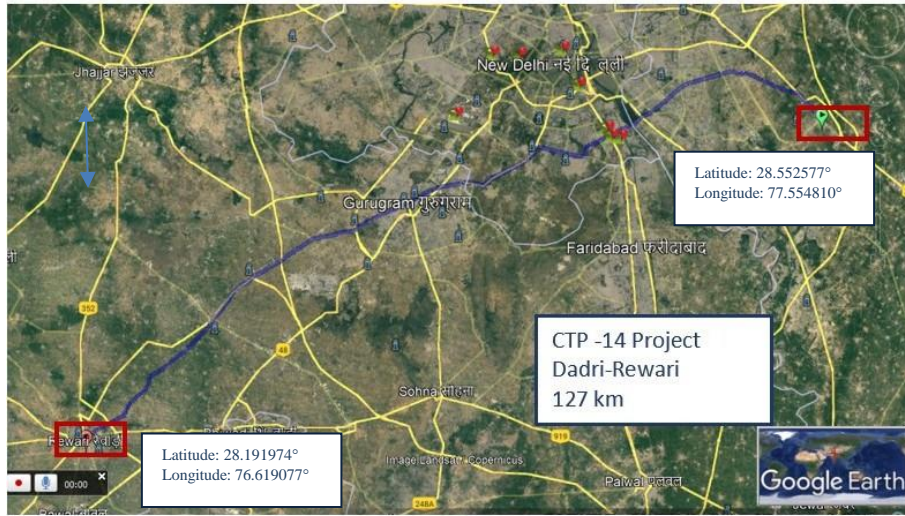 Jhajjar झज्जर
New Delhi नई दिल्ली
Latitude: 28.552577°
Longitude: 77.554810°
Gurugram गुरुग्राम
Faridabad फरीदाबाद
352
CTP -14 Project
Dadri-Rewari
127 km
48
Sohna सोहना
Rewari रेवाड़ी
919
Latitude: 28.191974°
Longitude: 76.619077°
Image Landsat / Copernicus
Palwal पलवल
Google Earth
00:00
248A